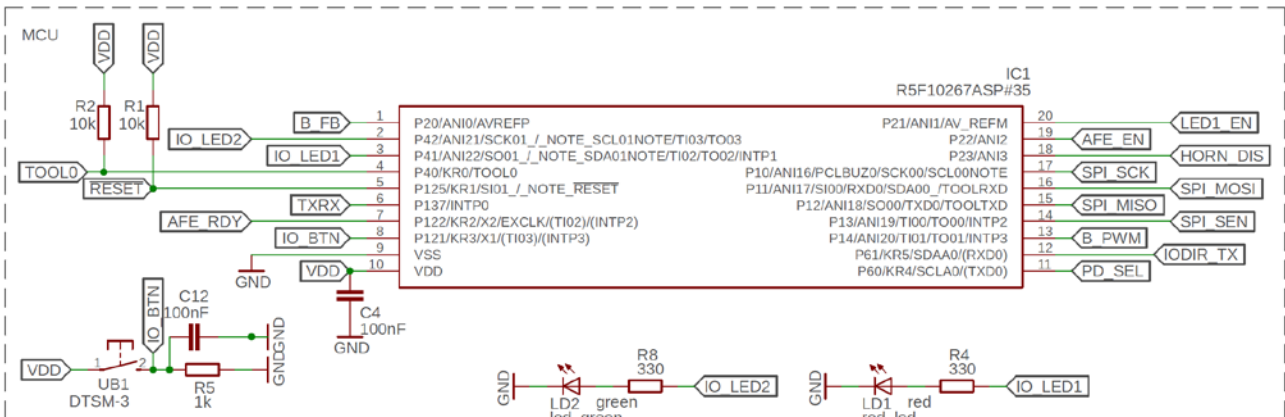 MCU
VDD
VDD
R2
10k
R1
10k
IC1
R5F10267ASP#35
B_FB
1
P20/ANI0/AVREFP
IO_LED2
2
P42/ANI21/SCK01_/_NOTE_SCL01NOTE/TI03/TO03
IO_LED1
3
P41/ANI22/SO01_/_NOTE_SDA01NOTE/TI02/TO02/INTP1
TOOL0
4
P40/KR0/TOOL0
RESET
5
P125/KR1/SI01_/_NOTE_RESET
TXRX
6
P137/INTP0
AFE_RDY
7
P122/KR2/X2/EXCLK/(TI02)/(INTP2)
IO_BTN
8
P121/KR3/X1/(TI03)/(INTP3)
9
VSS
GND
VDD
10
VDD
P21/ANI1/AV_REFM
20
LED1_EN
P22/ANI2
19
AFE_EN
P23/ANI3
18
HORN_DIS
P10/ANI16/PCLBUZ0/SCK00/SCL00NOTE
17
SPI_SCK
P11/ANI17/SI00/RXD0/SDA00_/TOOLRXD
16
SPI_MOSI
P12/ANI18/SO00/TXD0/TOOLTXD
15
SPI_MISO
P13/ANI19/TI00/TO00/INTP2
14
SPI_SEN
P14/ANI20/TI01/TO01/INTP3
13
B_PWM
P61/KR5/SDAA0/(RXD0)
12
IODIR_TX
P60/KR4/SCLA0/(TXD0)
11
PD_SEL
C4
100nF
GND
IO_BTN
C12
100nF
GND
VDD
1
2
UB1
DTSM-3
R5
1k
GND
GND
LD2
green
led_green
R8
330
IO_LED2
GND
LD1
red
red_led
R4
330
IO_LED1